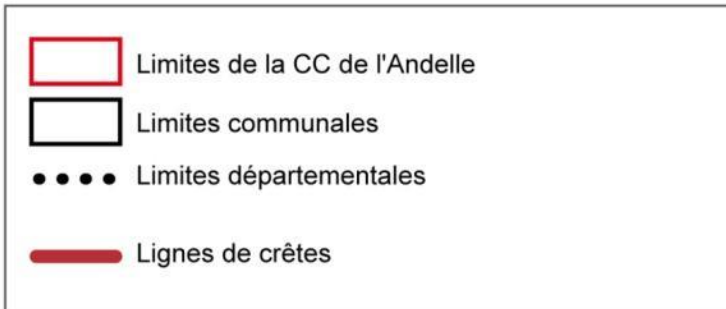 Limites de la CC de l'Andelle
Limites communales
Limites départementales
Lignes de crêtes